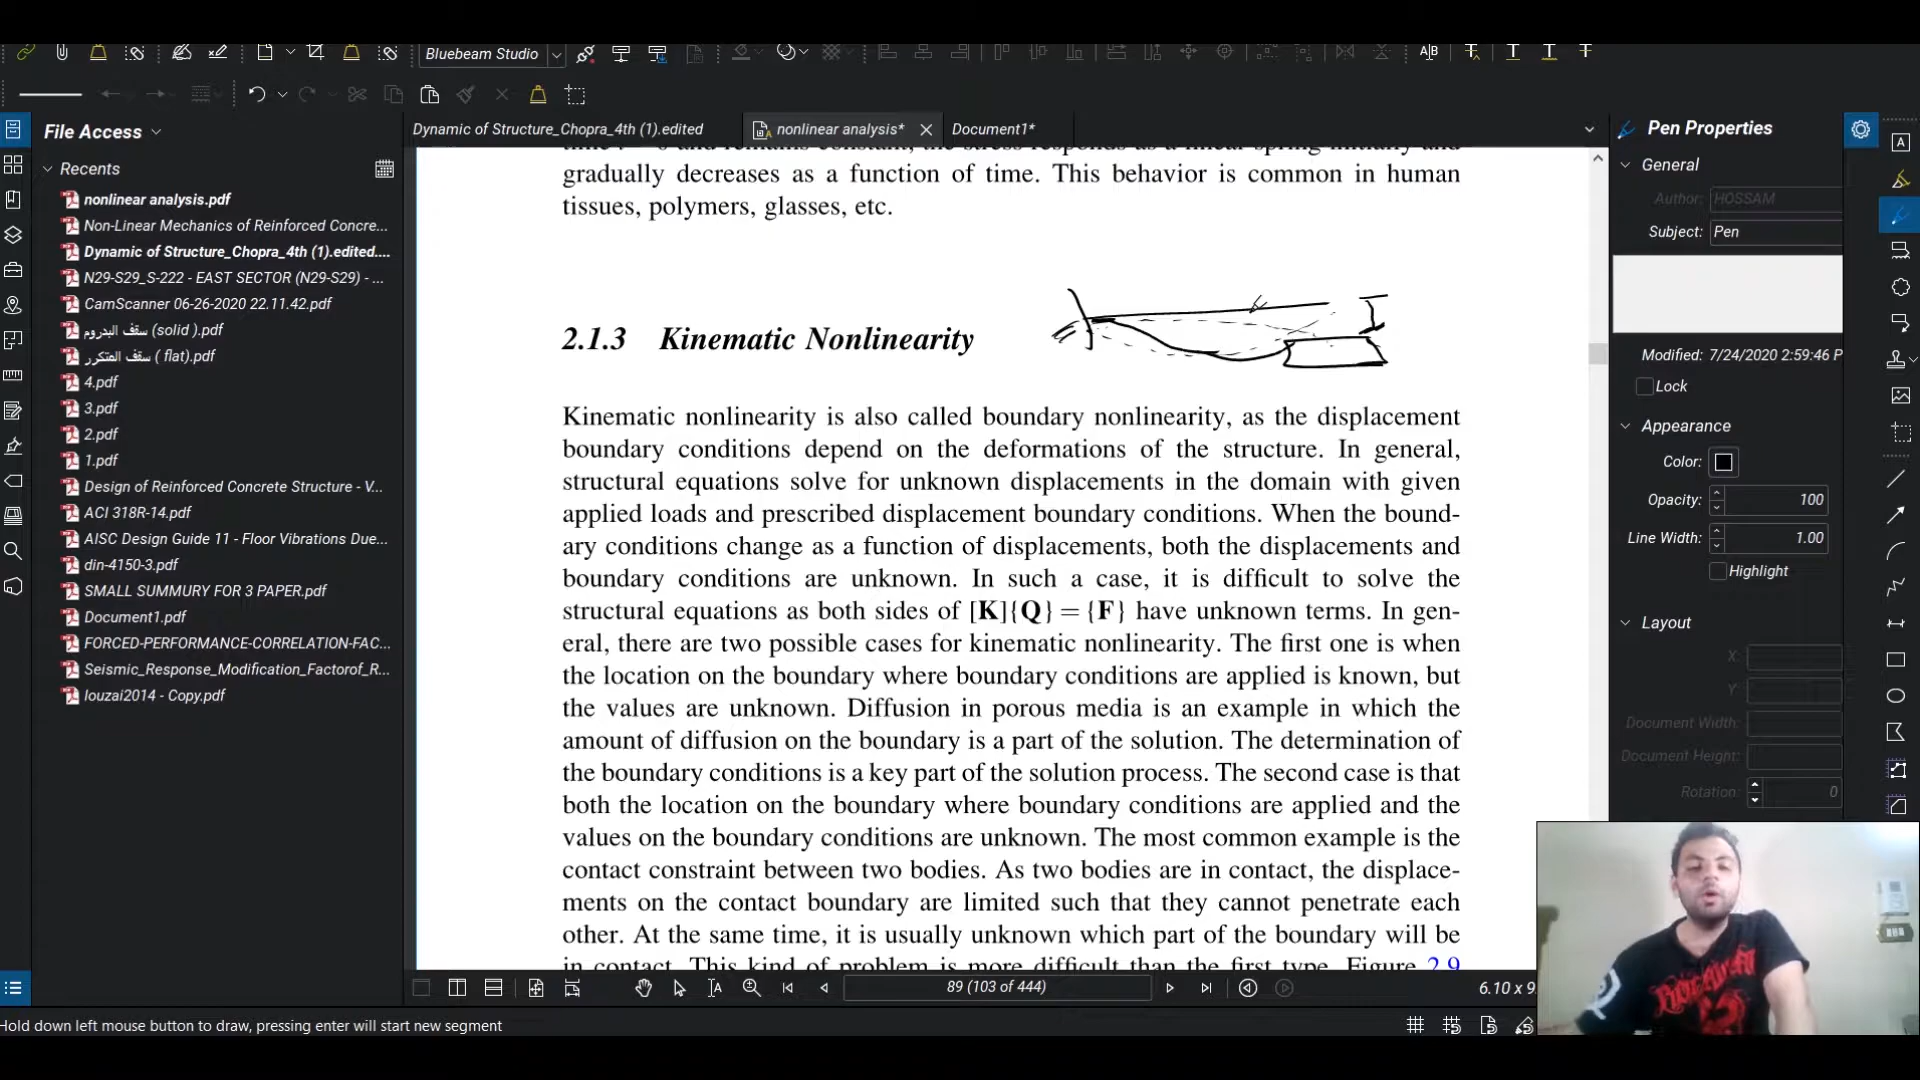 Bluebeam Studio
A|B
File Access
Dynamic of Structure_Chopra_4th (1).edited
nonlinear analysis*
Document1*
Pen Properties
Recents
nonlinear analysis.pdf
Non-Linear Mechanics of Reinforced Concre...
Dynamic of Structure_Chopra_4th (1).edited....
N29-S29_S-222 - EAST SECTOR (N29-S29) - ...
CamScanner 06-26-2020 22.11.42.pdf
سقف البدروم (solid ).pdf
سقف المتكرر ( flat).pdf
4.pdf
3.pdf
2.pdf
1.pdf
Design of Reinforced Concrete Structure - V...
ACI 318R-14.pdf
AISC Design Guide 11 - Floor Vibrations Due...
din-4150-3.pdf
SMALL SUMMURY FOR 3 PAPER.pdf
Document1.pdf
FORCED-PERFORMANCE-CORRELATION-FAC...
Seismic_Response_Modification_Factorof_R...
louzai2014 - Copy.pdf
gradually decreases as a function of time. This behavior is common in human
tissues, polymers, glasses, etc.
2.1.3 Kinematic Nonlinearity
Kinematic nonlinearity is also called boundary nonlinearity, as the displacement
boundary conditions depend on the deformations of the structure. In general,
structural equations solve for unknown displacements in the domain with given
applied loads and prescribed displacement boundary conditions. When the bound-
ary conditions change as a function of displacements, both the displacements and
boundary conditions are unknown. In such a case, it is difficult to solve the
structural equations as both sides of [K]{Q} = {F} have unknown terms. In gen-
eral, there are two possible cases for kinematic nonlinearity. The first one is when
the location on the boundary where boundary conditions are applied is known, but
the values are unknown. Diffusion in porous media is an example in which the
amount of diffusion on the boundary is a part of the solution. The determination of
the boundary conditions is a key part of the solution process. The second case is that
both the location on the boundary where boundary conditions are applied and the
values on the boundary conditions are unknown. The most common example is the
contact constraint between two bodies. As two bodies are in contact, the displace-
ments on the contact boundary are limited such that they cannot penetrate each
other. At the same time, it is usually unknown which part of the boundary will be
in contact. This kind of problem is more difficult than the first type. Figure 2.9
General
Author: HOSSAM
Subject: Pen
Modified: 7/24/2020 2:59:46 P
Lock
Appearance
Color:
Opacity: 100
Line Width: 1.00
Highlight
Layout
X:
Y:
Document Width:
Document Height:
Rotation: 0
89 (103 of 444)
6.10 x 9
Hold down left mouse button to draw, pressing enter will start new segment